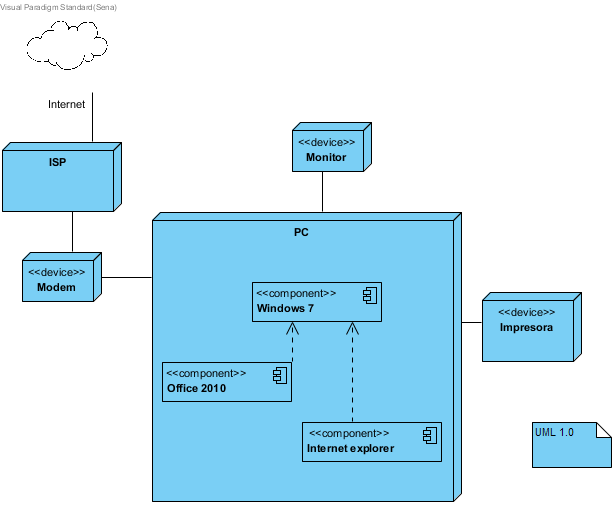 Visual Paradigm Standard(Sena)
Internet
ISP
<<device>>
Monitor
PC
<<device>>
Modem
<<component>>
Windows 7
<<device>>
Impresora
<<component>>
Office 2010
<<component>>
Internet explorer
UML 1.0